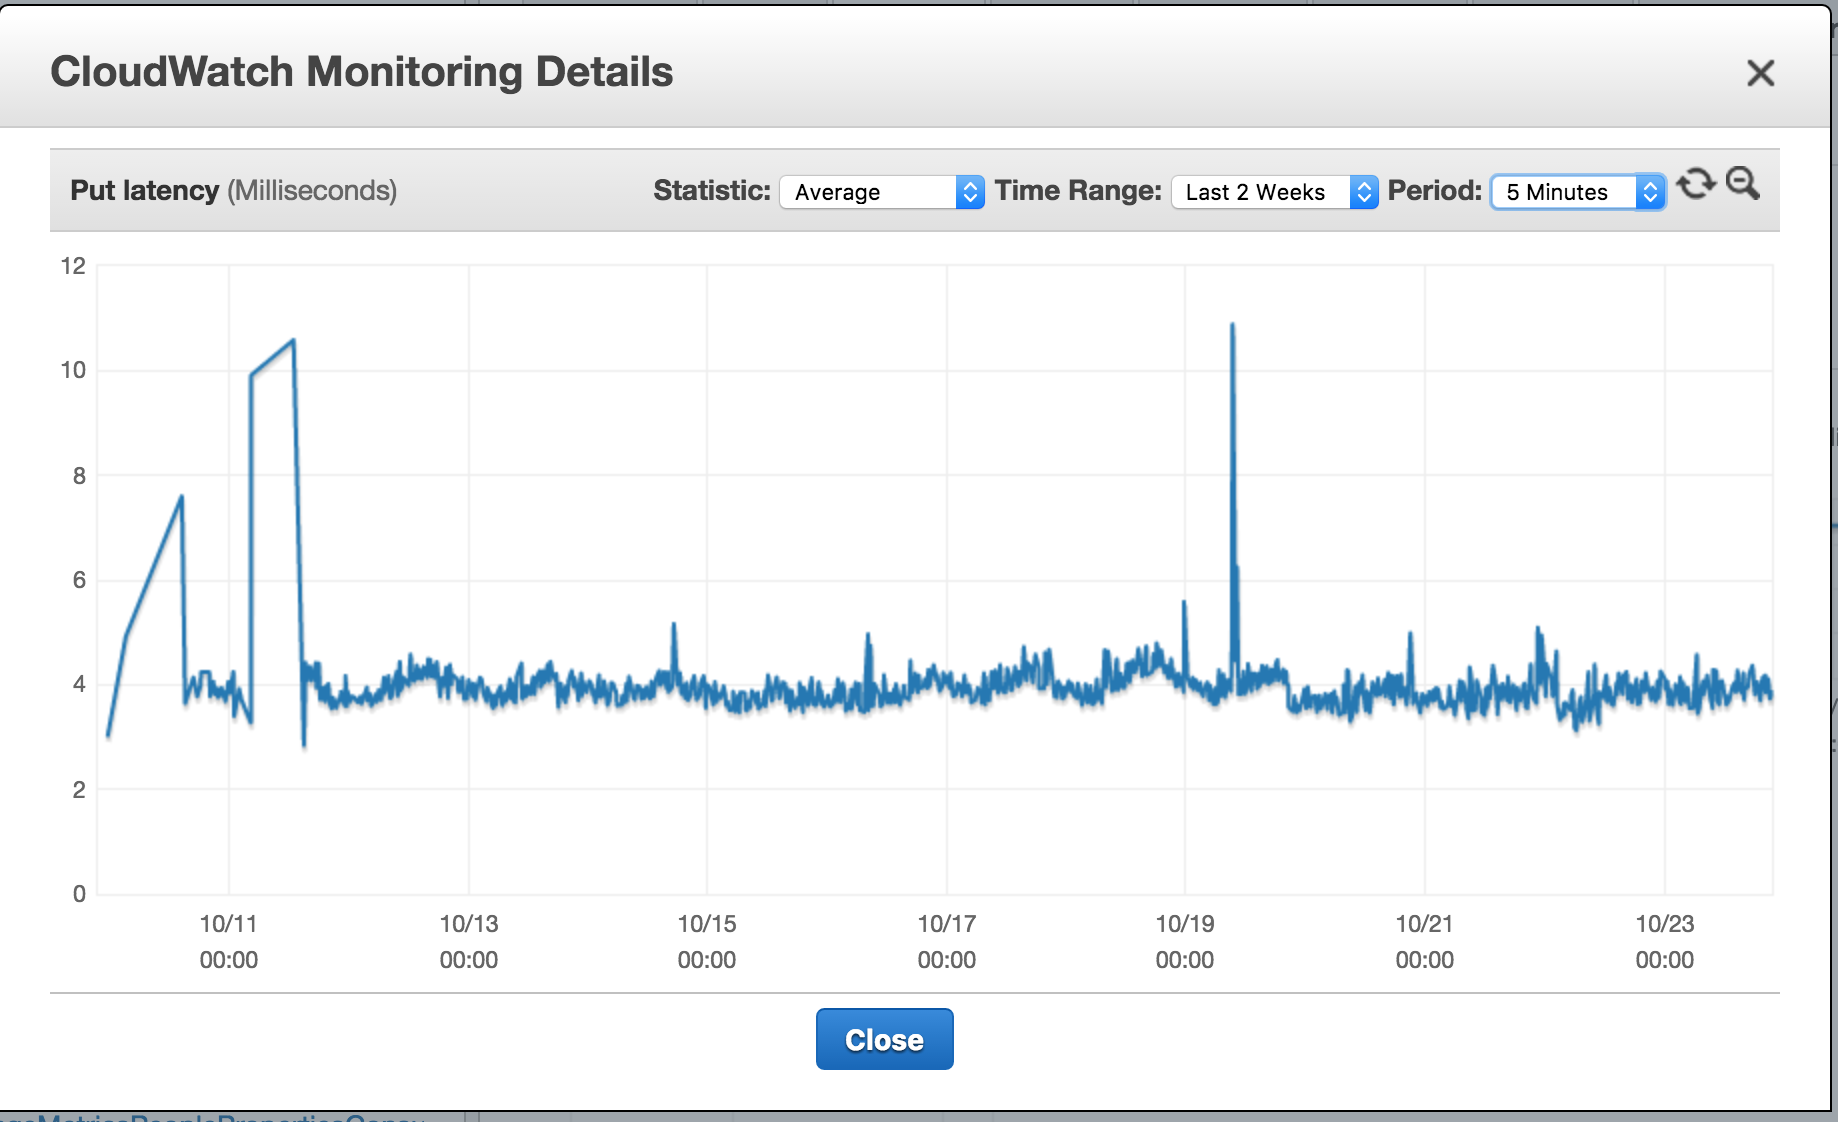 CloudWatch Monitoring Details
Put latency (Milliseconds) Statistic: Average Time Range: Last 2 Weeks Period: 5 Minutes
12
10
8
6
4
2
0
10/11 10/13 10/15 10/17 10/19 10/21 10/23
00:00 00:00 00:00 00:00 00:00 00:00 00:00
Close